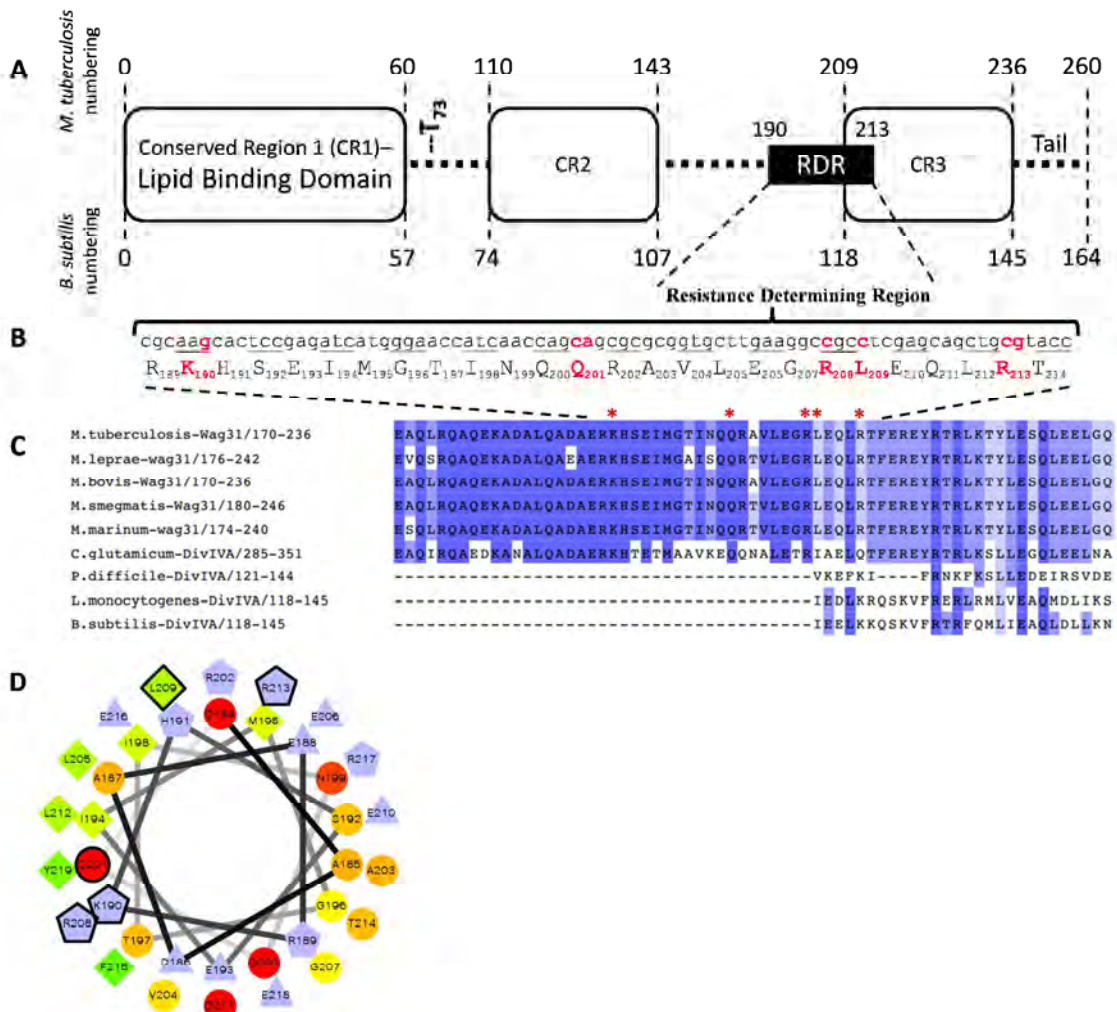 M. tuberculosis
numbering
A
0 60 110 143 209 236 260
T73
190 213
Conserved Region 1 (CR1)–
Lipid Binding Domain
CR2
RDR
CR3
Tail
B. subtilis
numbering
0 57 74 107 118 145 164
Resistance Determining Region
B
cgcaagcactccgagatcatgggaaccatcaaccagcagcgcgcggtgcttgaaggccgcctcgagcagctgcgtacc
R189K190H191S192E193I194M195G196T197I198N199Q200Q201R202A203V204L205E205G207R208L209E210Q211L212R213T214
* * * * *
C
M.tuberculosis-Wag31/170-236 EAQLRQAQEKADALQADAERKHSEIMGTINQQRAVLEGRLEQLRTFEREYRTRLKTYLESQLEELGQ
M.leprae-wag31/176-242 EVQSRQAQEKADALQAEAERKHSEIMGAISQQRTVLEGRLEQLRTFEREYRTRLKTYLESQLEELGQ
M.bovis-Wag31/170-236 EAQLRQAQEKADALQADAERKHSEIMGTINQQRAVLEGRLEQLRTFEREYRTRLKTYLESQLEELGQ
M.smegmatis-Wag31/180-246 EAQLRQAQEKADALQADAERKHSEIMGTINQQRTVLEGRLEQLRTFEREYRTRLKTYLESQLEELGQ
M.marinum-wag31/174-240 ESQLRQAQEKADALQADAERKHSEIMGTINQQRTVLEGRLEQLRTFEREYRTRLKTYLESQLEELGQ
C.glutamicum-DivIVA/285-351 EAQIRQAEDKANALQADAERKHTETMAAVKEQQNALETRIAELQTFEREYRTRLKSLLEGQLEELNA
P.difficile-DivIVA/121-144 ---------------------------------------VKEFKI----FRNKFKSLLEDEIRSVDE
L.monocytogenes-DivIVA/118-145 ---------------------------------------IEDLKRQSKVFRERLRMLVEAQMDLIKS
B.subtilis-DivIVA/118-145 ---------------------------------------IEELKKQSKVFRTRFQMLIEAQLDLLKN
D
R202
L209 R213
E216 H191 M195 E206
I198 E188
L205 R217
A187 N199
L212 I194 S192 E210
Y219 A185 A203
K190 G196
R208 T214
T197 R189
F215 E193 G207
V204 E218